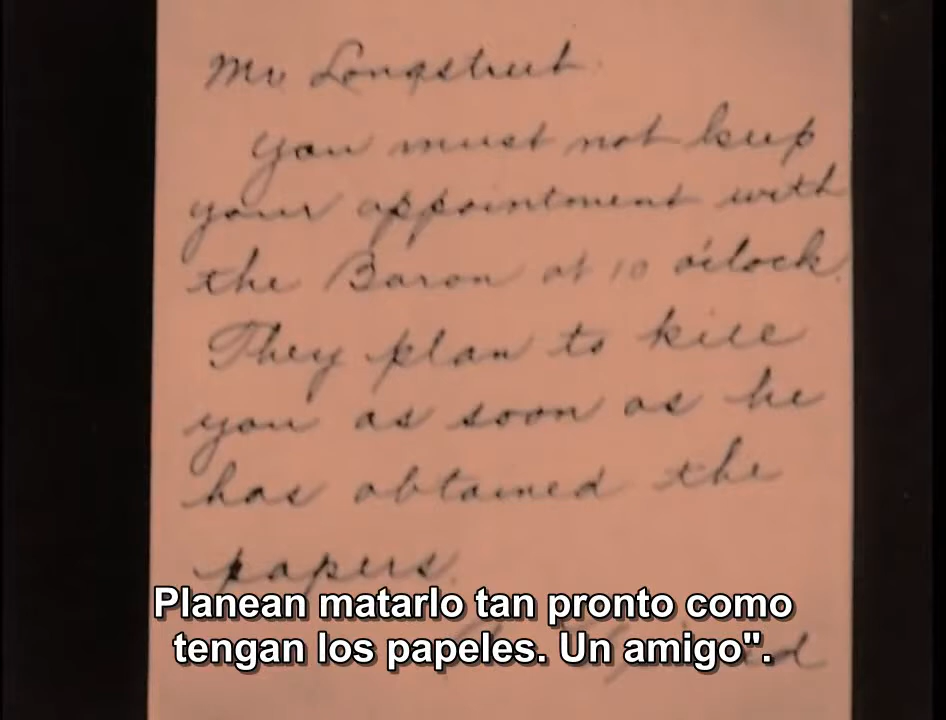 Mr Longstreet.
You must not keep
your appointment with
the Baron at 10 o'clock.
They plan to kill
you as soon as he
has obtained the
papers.
Planean matarlo tan pronto como
tengan los papeles. Un amigo".